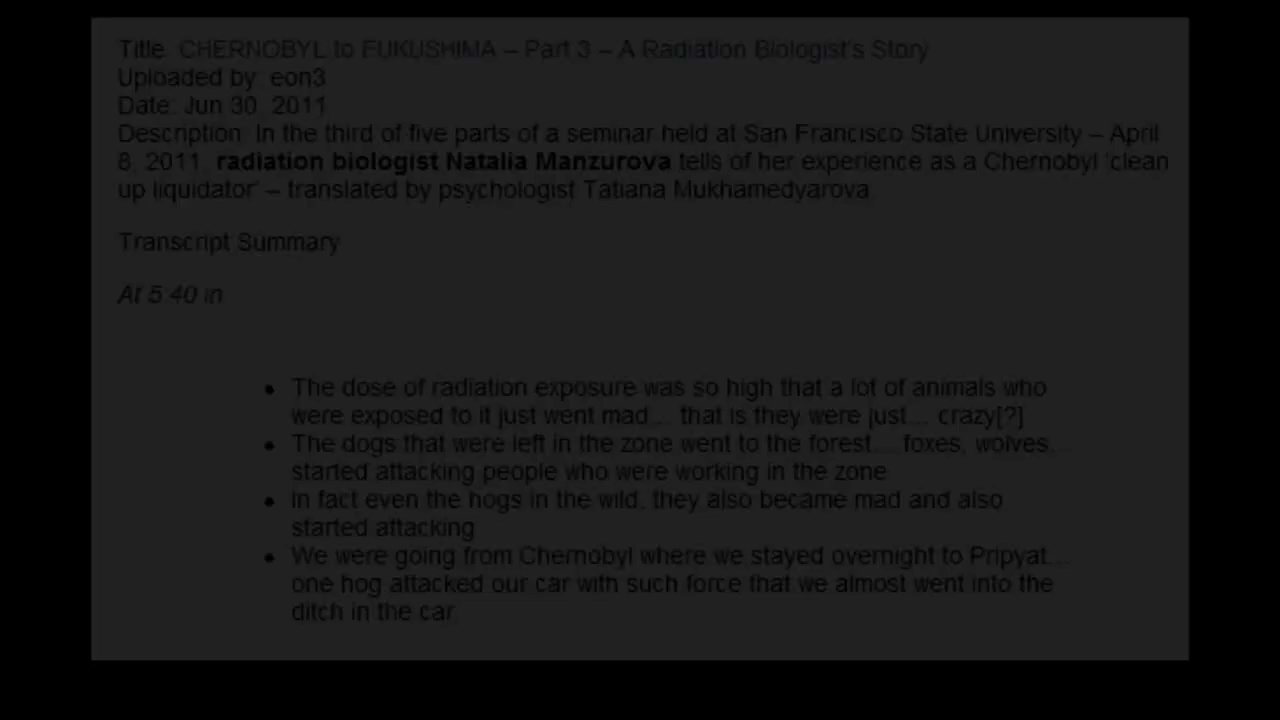 Title: CHERNOBYL to FUKUSHIMA – Part 3 – A Radiation Biologist's Story
Uploaded by: eon3
Date: Jun 30, 2011
Description: In the third of five parts of a seminar held at San Francisco State University – April
8, 2011, radiation biologist Natalia Manzurova tells of her experience as a Chernobyl 'clean
up liquidator' – translated by psychologist Tatiana Mukhamedyarova.
Transcript Summary
At 5:40 in
• The dose of radiation exposure was so high that a lot of animals who
were exposed to it just went mad… that is they were just… crazy[?]
• The dogs that were left in the zone went to the forest… foxes, wolves,
started attacking people who were working in the zone
• In fact even the hogs in the wild, they also became mad and also
started attacking
• We were going from Chernobyl where we stayed overnight to Pripyat…
one hog attacked our car with such force that we almost went into the
ditch in the car.